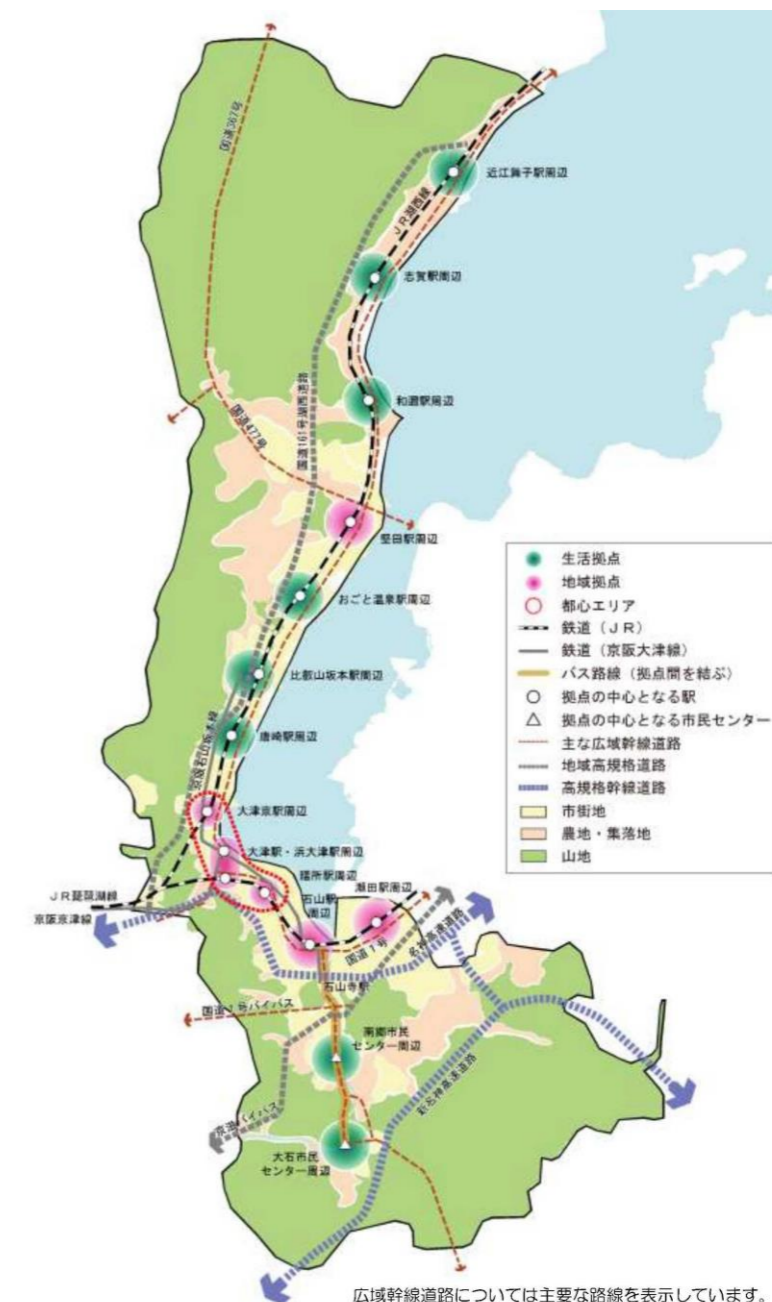 国道367号
近江舞子駅周辺
JR湖西線
志賀駅周辺
国道161号湖西道路
和邇駅周辺
国道477号
堅田駅周辺
おごと温泉駅周辺
比叡山坂本駅周辺
京阪石山坂本線
唐崎駅周辺
大津京駅周辺
大津駅・浜大津駅周辺
膳所駅周辺
石山駅
周辺
瀬田駅周辺
JR琵琶湖線
京阪京津線
国道1号
名神高速道路
石山寺駅
国道1号バイパス
南郷市民
センター周辺
新名神高速道路
京滋バイパス
大石市民
センター周辺
生活拠点
地域拠点
都心エリア
鉄道(JR)
鉄道(京阪大津線)
バス路線(拠点間を結ぶ)
拠点の中心となる駅
拠点の中心となる市民センター
主な広域幹線道路
地域高規格道路
高規格幹線道路
市街地
農地・集落地
山地
広域幹線道路については主要な路線を表示しています。